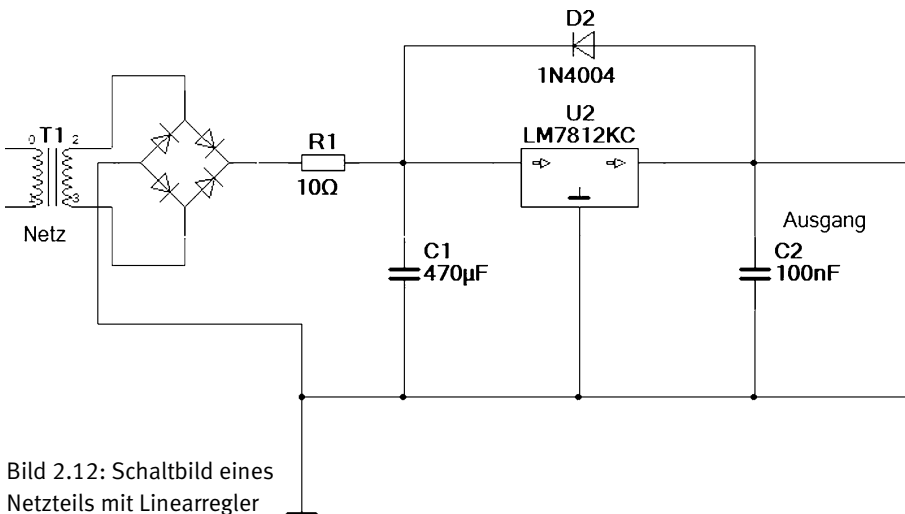 D2
1N4004
U2
LM7812KC
T1
0
2
1
3
R1
10Ω
Netz
C1
470µF
Ausgang
C2
100nF
Bild 2.12: Schaltbild eines
Netzteils mit Linearregler